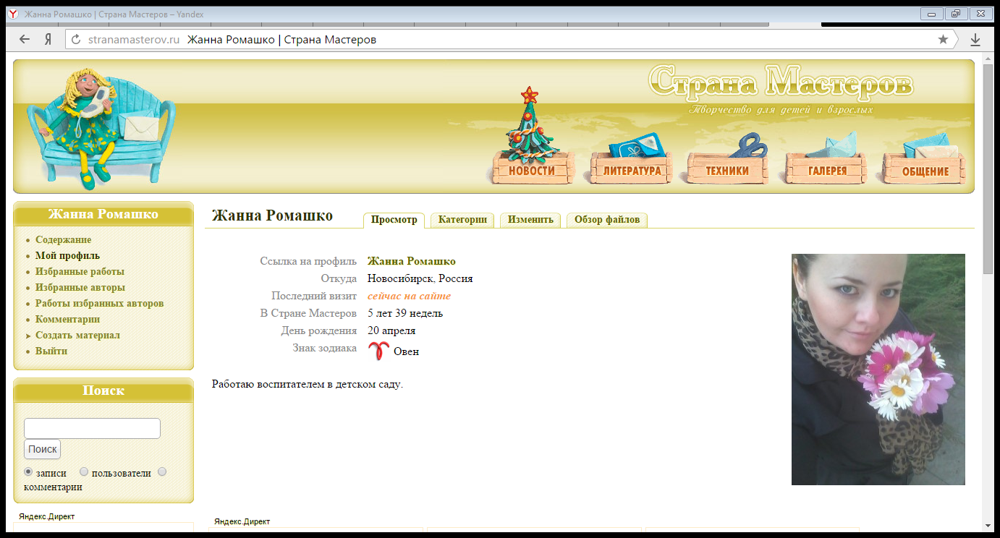 Жанна Ромашко | Страна Мастеров – Yandex
stranamasterov.ru Жанна Ромашко | Страна Мастеров
Страна Мастеров
Творчество для детей и взрослых
НОВОСТИ
ЛИТЕРАТУРА
ТЕХНИКИ
ГАЛЕРЕЯ
ОБЩЕНИЕ
Жанна Ромашко
Содержание
Мой профиль
Избранные работы
Избранные авторы
Работы избранных авторов
Комментарии
Создать материал
Выйти
Поиск
Поиск
записи пользователи
комментарии
Яндекс.Директ
Жанна Ромашко
Просмотр Категории Изменить Обзор файлов
Ссылка на профиль Жанна Ромашко
Откуда Новосибирск, Россия
Последний визит сейчас на сайте
В Стране Мастеров 5 лет 39 недель
День рождения 20 апреля
Знак зодиака Овен
Работаю воспитателем в детском саду.
Яндекс.Директ